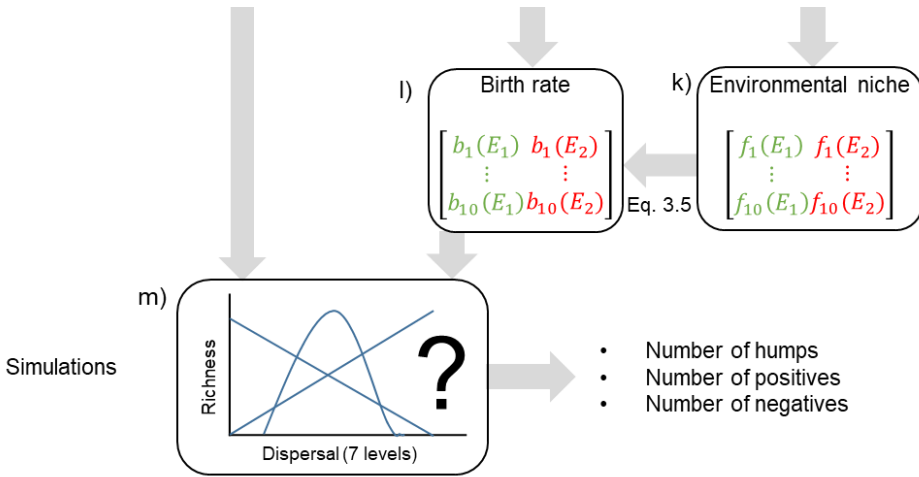 l)
Birth rate
k)
Environmental niche
b₁(E₁) b₁(E₂)
⋮ ⋮
b₁₀(E₁) b₁₀(E₂)
Eq. 3.5
f₁(E₁) f₁(E₂)
⋮ ⋮
f₁₀(E₁) f₁₀(E₂)
m)
Simulations
Richness
?
Dispersal (7 levels)
• Number of humps
• Number of positives
• Number of negatives